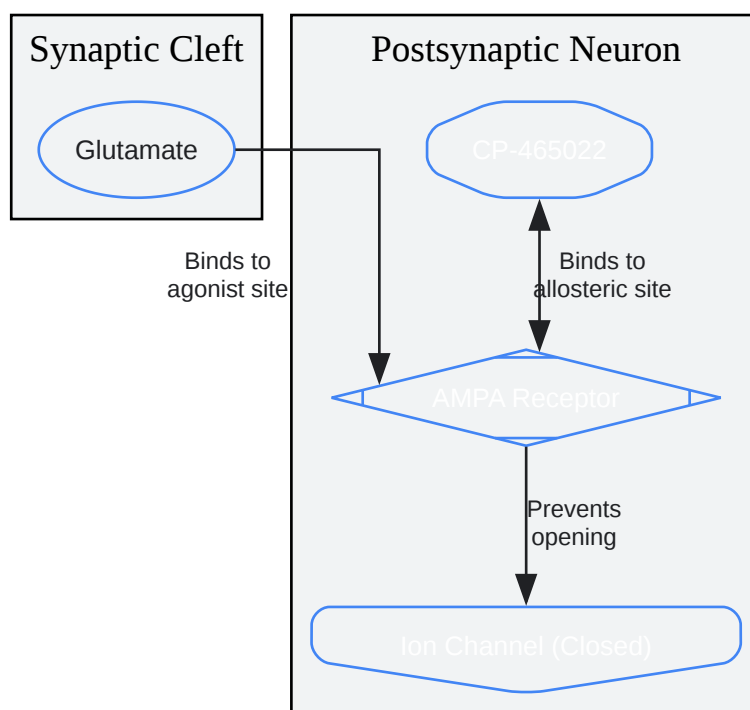 Synaptic Cleft
Postsynaptic Neuron
Glutamate
CP-465022
Binds to
agonist site
Binds to
allosteric site
AMPA Receptor
Prevents
opening
Ion Channel (Closed)